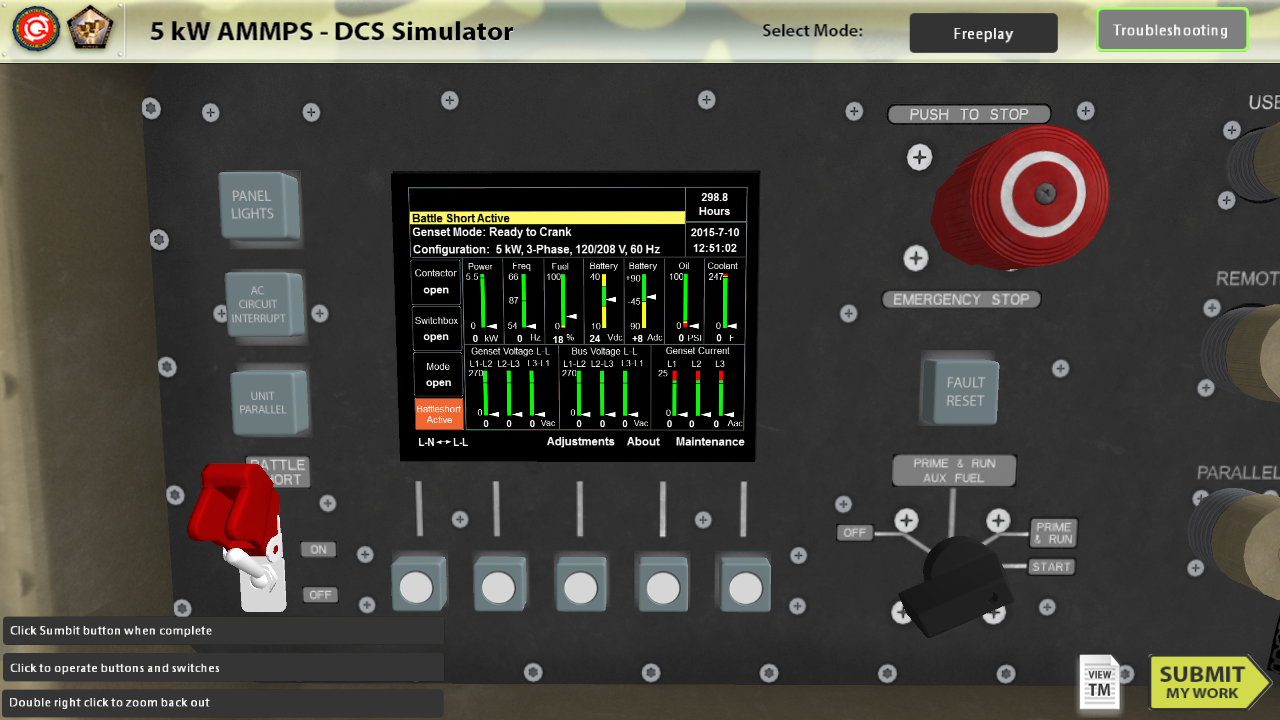 5 kW AMMPS - DCS Simulator
Select Mode:
Freeplay
Troubleshooting
PUSH TO STOP
EMERGENCY STOP
PANEL
LIGHTS
AC
CIRCUIT
INTERRUPT
UNIT
PARALLEL
BATTLE
ON
OFF
298.8
Hours
Battle Short Active
Genset Mode: Ready to Crank
2015-7-10
Configuration: 5 kW, 3-Phase, 120/208 V, 60 Hz
12:51:02
Contactor
open
Switchbox
open
Mode
open
Battleshort
Active
Power Freq Fuel Battery Battery Oil Coolant
5.5 66 100 40 +90 100 247
87 -45
0 54 0 10 90 0 0
0 kW 0 Hz 18 % 24 Vdc +8 Adc 0 PSI 0 F
Genset Voltage L-L Bus Voltage L-L Genset Current
L1-L2 L2-L3 L3-L1 L1-L2 L2-L3 L3-L1 L1 L2 L3
270 270 25
0 0 0
0 0 0 Vac 0 0 0 Vac 0 0 0 Aac
L-N ↔ L-L Adjustments About Maintenance
FAULT
RESET
PRIME & RUN
AUX FUEL
OFF
PRIME
& RUN
START
USE
REMOT
PARALLEL
Click Sumbit button when complete
Click to operate buttons and switches
Double right click to zoom back out
VIEW
TM
SUBMIT
MY WORK